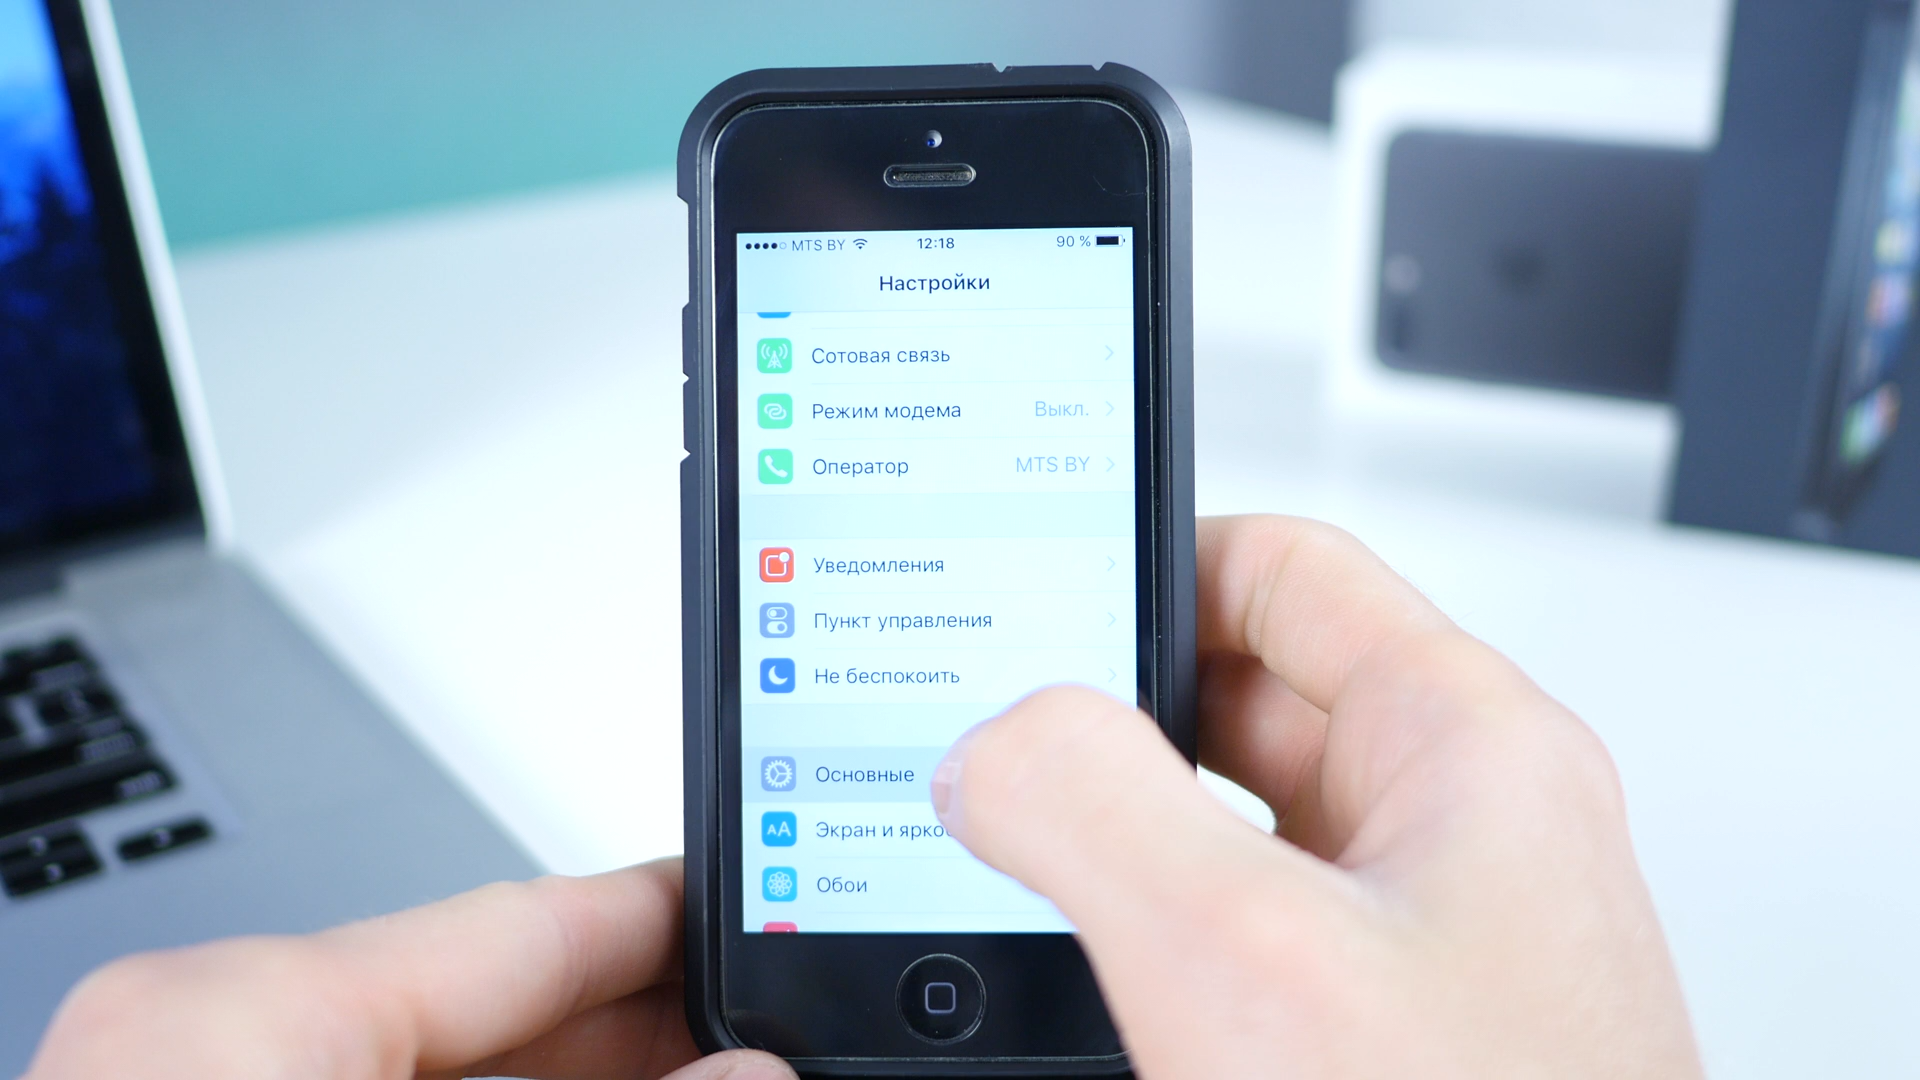 MTS BY 12:18 90 %
Настройки
Сотовая связь
Режим модема Выкл.
Оператор MTS BY
Уведомления
Пункт управления
Не беспокоить
Основные
AA Экран и ярко
Обои